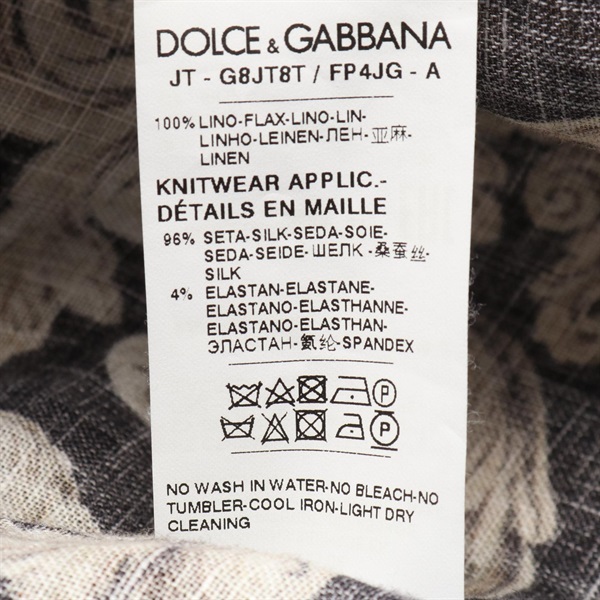 DOLCE & GABBANA
JT - G8JT8T / FP4JG - A
100% LINO-FLAX-LINO-LIN-
LINHO-LEINEN-ЛЕН-亚麻-
LINEN
KNITWEAR APPLIC.-
DÉTAILS EN MAILLE
96% SETA-SILK-SEDA-SOIE-
SEDA-SEIDE-ШЕЛК-桑蚕丝-
SILK
4% ELASTAN-ELASTANE-
ELASTANO-ELASTHANNE-
ELASTANO-ELASTHAN-
ЭЛАСТАН-氨纶-SPANDEX
P
P
NO WASH IN WATER-NO BLEACH-NO
TUMBLER-COOL IRON-LIGHT DRY
CLEANING